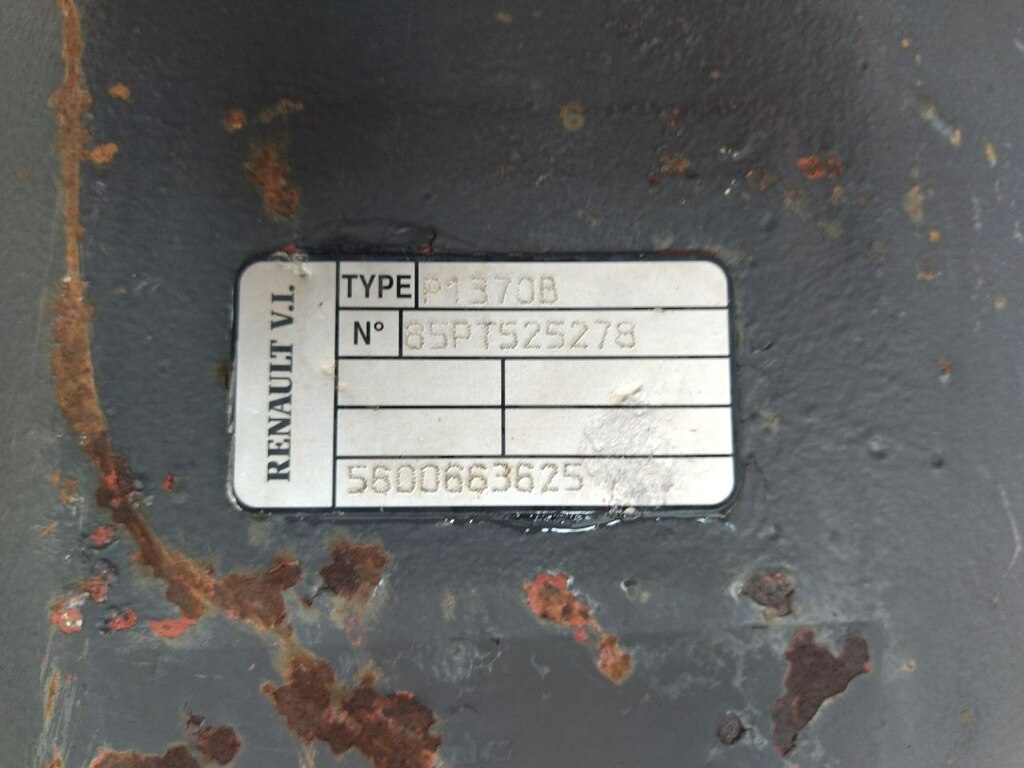 RENAULT V.I.
TYPE P1370B
N° 85PT525278
5600663625